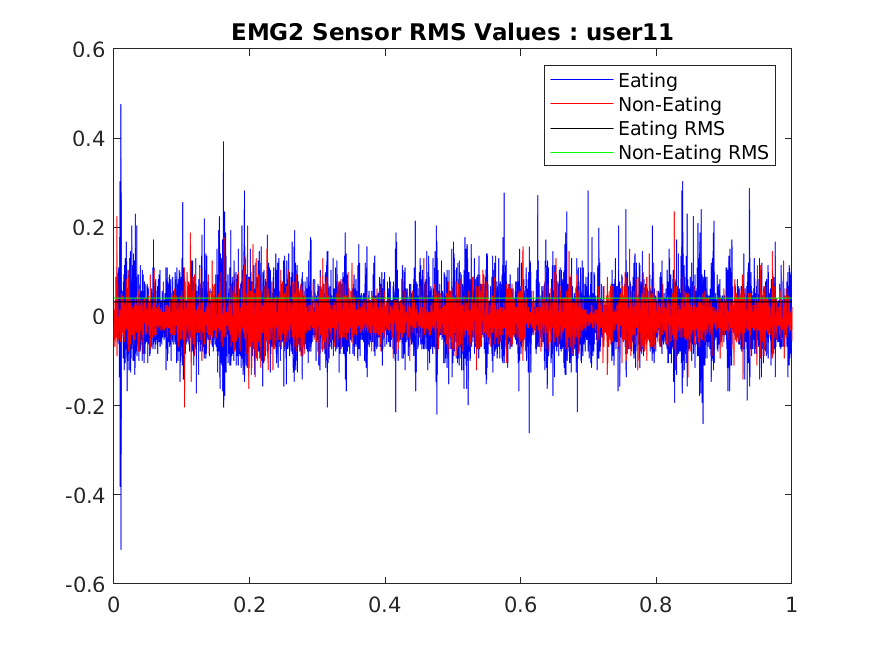 EMG2 Sensor RMS Values : user11
0.6
0.4
0.2
0
-0.2
-0.4
-0.6
0
0.2
0.4
0.6
0.8
1
Eating
Non-Eating
Eating RMS
Non-Eating RMS